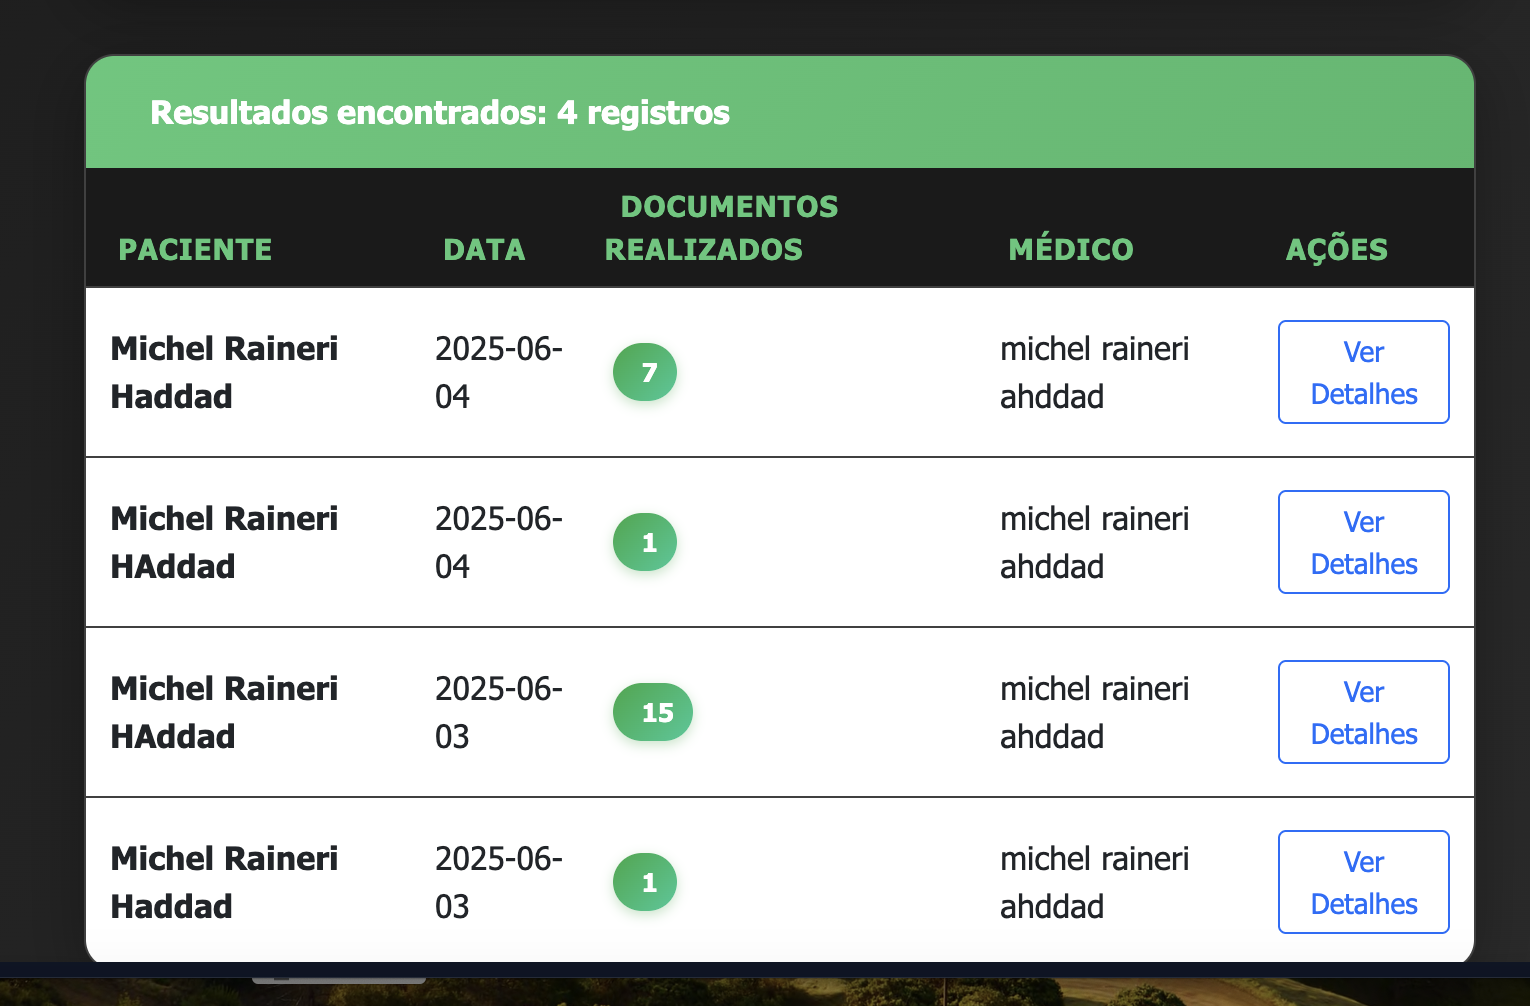 Resultados encontrados: 4 registros
PACIENTE DATA DOCUMENTOS REALIZADOS MÉDICO AÇÕES
Michel Raineri
Haddad
2025-06-
04
7
michel raineri
ahddad
Ver
Detalhes
Michel Raineri
HAddad
2025-06-
04
1
michel raineri
ahddad
Ver
Detalhes
Michel Raineri
HAddad
2025-06-
03
15
michel raineri
ahddad
Ver
Detalhes
Michel Raineri
Haddad
2025-06-
03
1
michel raineri
ahddad
Ver
Detalhes